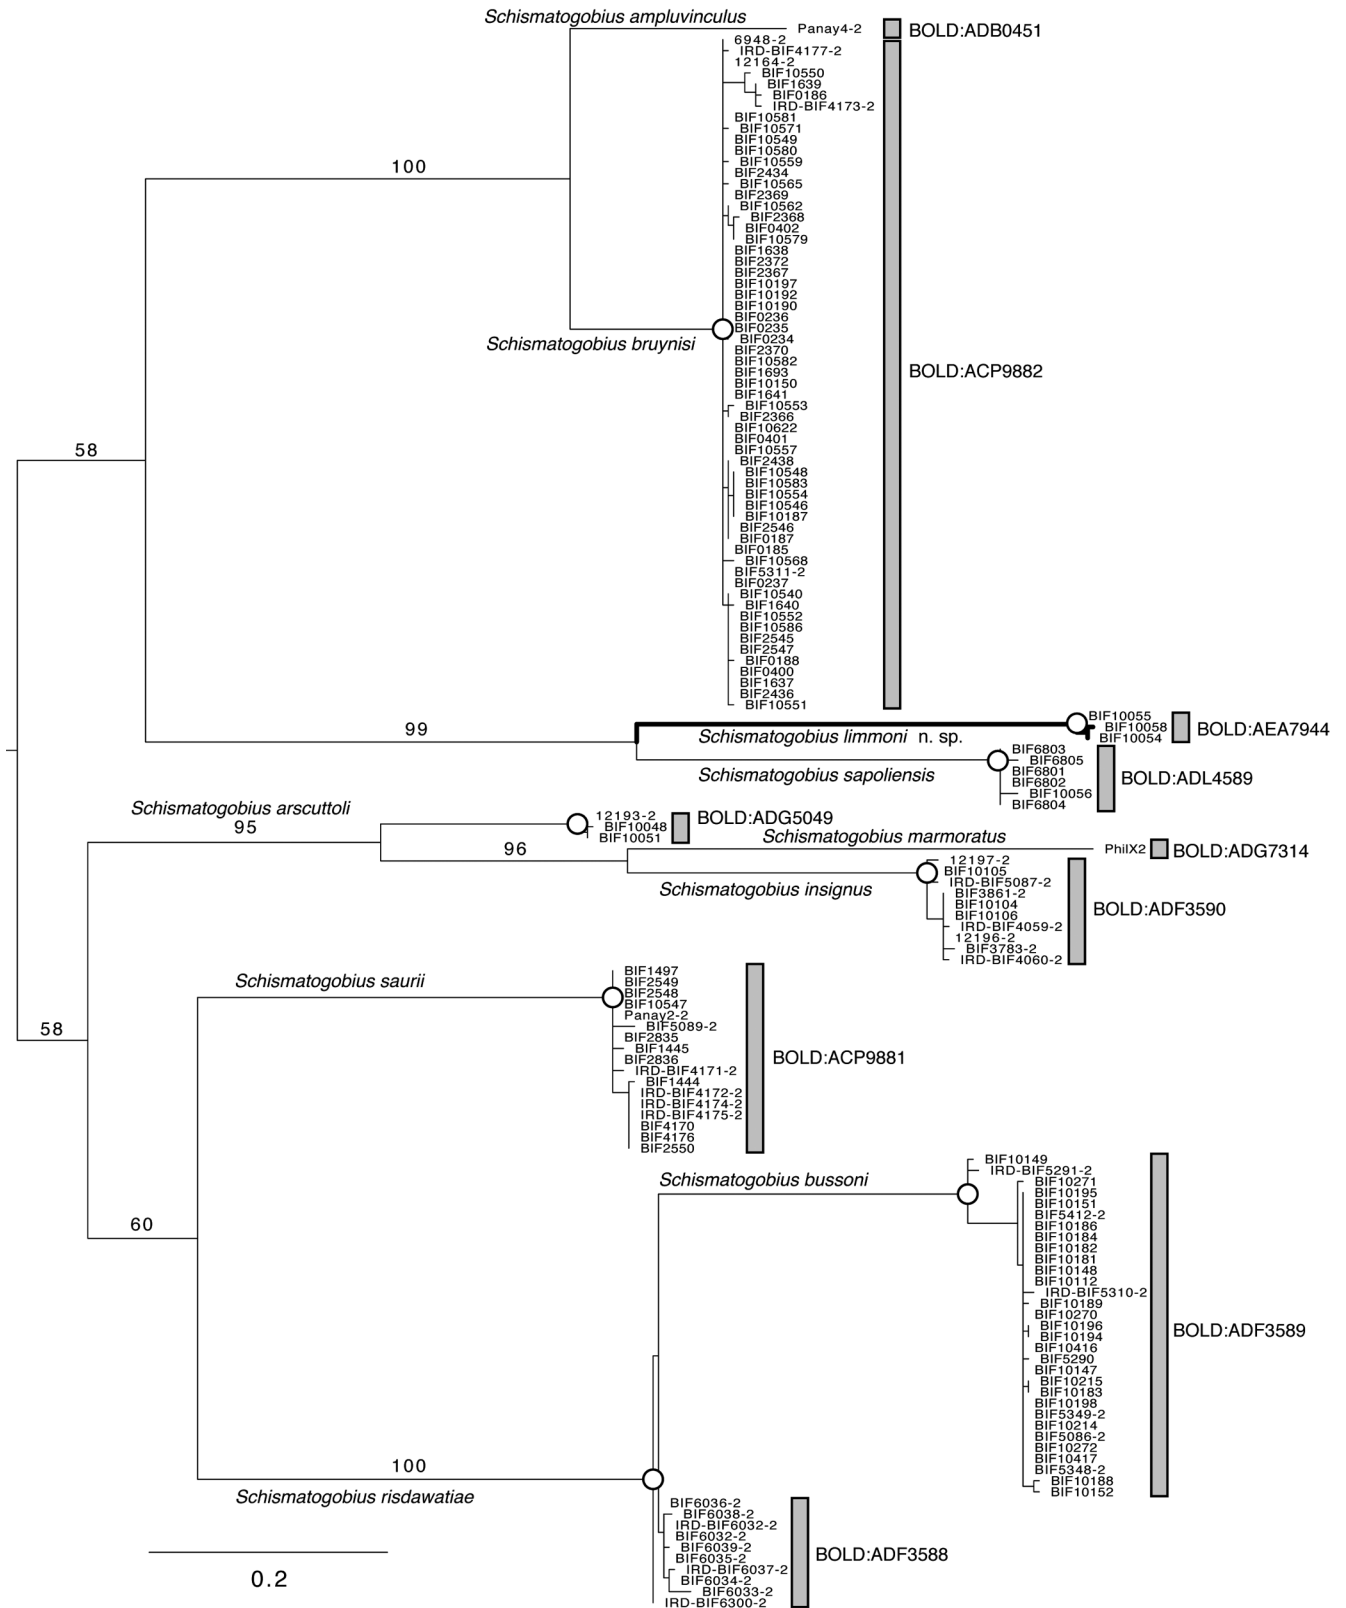 Schismatogobius ampluvinculus
Panay4-2
BOLD:ADB0451
6948-2
IRD-BIF4177-2
12164-2
BIF10550
BIF1639
BIF0186
IRD-BIF4173-2
BIF10581
BIF10571
BIF10549
BIF10580
BIF10559
BIF2434
BIF10565
BIF2369
BIF10562
BIF2368
BIF0402
BIF10579
BIF1638
BIF2372
BIF2367
BIF10197
BIF10192
BIF10190
BIF0236
BIF0235
BIF0234
BIF2370
BIF10582
BIF1693
BIF10150
BIF1641
BIF10553
BIF2366
BIF10622
BIF0401
BIF10557
BIF2438
BIF10548
BIF10583
BIF10554
BIF10546
BIF10187
BIF2546
BIF0187
BIF0185
BIF10568
BIF5311-2
BIF0237
BIF10540
BIF1640
BIF10552
BIF10586
BIF2545
BIF2547
BIF0188
BIF0400
BIF1637
BIF2436
BIF10551
100
Schismatogobius bruynisi
BOLD:ACP9882
58
99
Schismatogobius limmoni n. sp.
BIF10055
BIF10058
BIF10054
BOLD:AEA7944
Schismatogobius sapoliensis
BIF6803
BIF6805
BIF6801
BIF6802
BIF10056
BIF6804
BOLD:ADL4589
Schismatogobius arscuttoli
95
12193-2
BIF10048
BIF10051
BOLD:ADG5049
96
Schismatogobius marmoratus
PhilX2
BOLD:ADG7314
Schismatogobius insignus
12197-2
BIF10105
IRD-BIF5087-2
BIF3861-2
BIF10104
BIF10106
IRD-BIF4059-2
12196-2
BIF3783-2
IRD-BIF4060-2
BOLD:ADF3590
58
Schismatogobius saurii
BIF1497
BIF2549
BIF2548
BIF10547
Panay2-2
BIF5089-2
BIF2835
BIF1445
BIF2836
IRD-BIF4171-2
BIF1444
IRD-BIF4172-2
IRD-BIF4174-2
IRD-BIF4175-2
BIF4170
BIF4176
BIF2550
BOLD:ACP9881
60
Schismatogobius bussoni
BIF10149
IRD-BIF5291-2
BIF10271
BIF10195
BIF10151
BIF5412-2
BIF10186
BIF10184
BIF10182
BIF10181
BIF10148
BIF10112
IRD-BIF5310-2
BIF10189
BIF10270
BIF10196
BIF10194
BIF10416
BIF5290
BIF10147
BIF10215
BIF10183
BIF10198
BIF5349-2
BIF10214
BIF5086-2
BIF10272
BIF10417
BIF5348-2
BIF10188
BIF10152
BOLD:ADF3589
100
Schismatogobius risdawatiae
BIF6036-2
BIF6038-2
IRD-BIF6032-2
BIF6032-2
BIF6039-2
BIF6035-2
IRD-BIF6037-2
BIF6034-2
BIF6033-2
IRD-BIF6300-2
BOLD:ADF3588
0.2